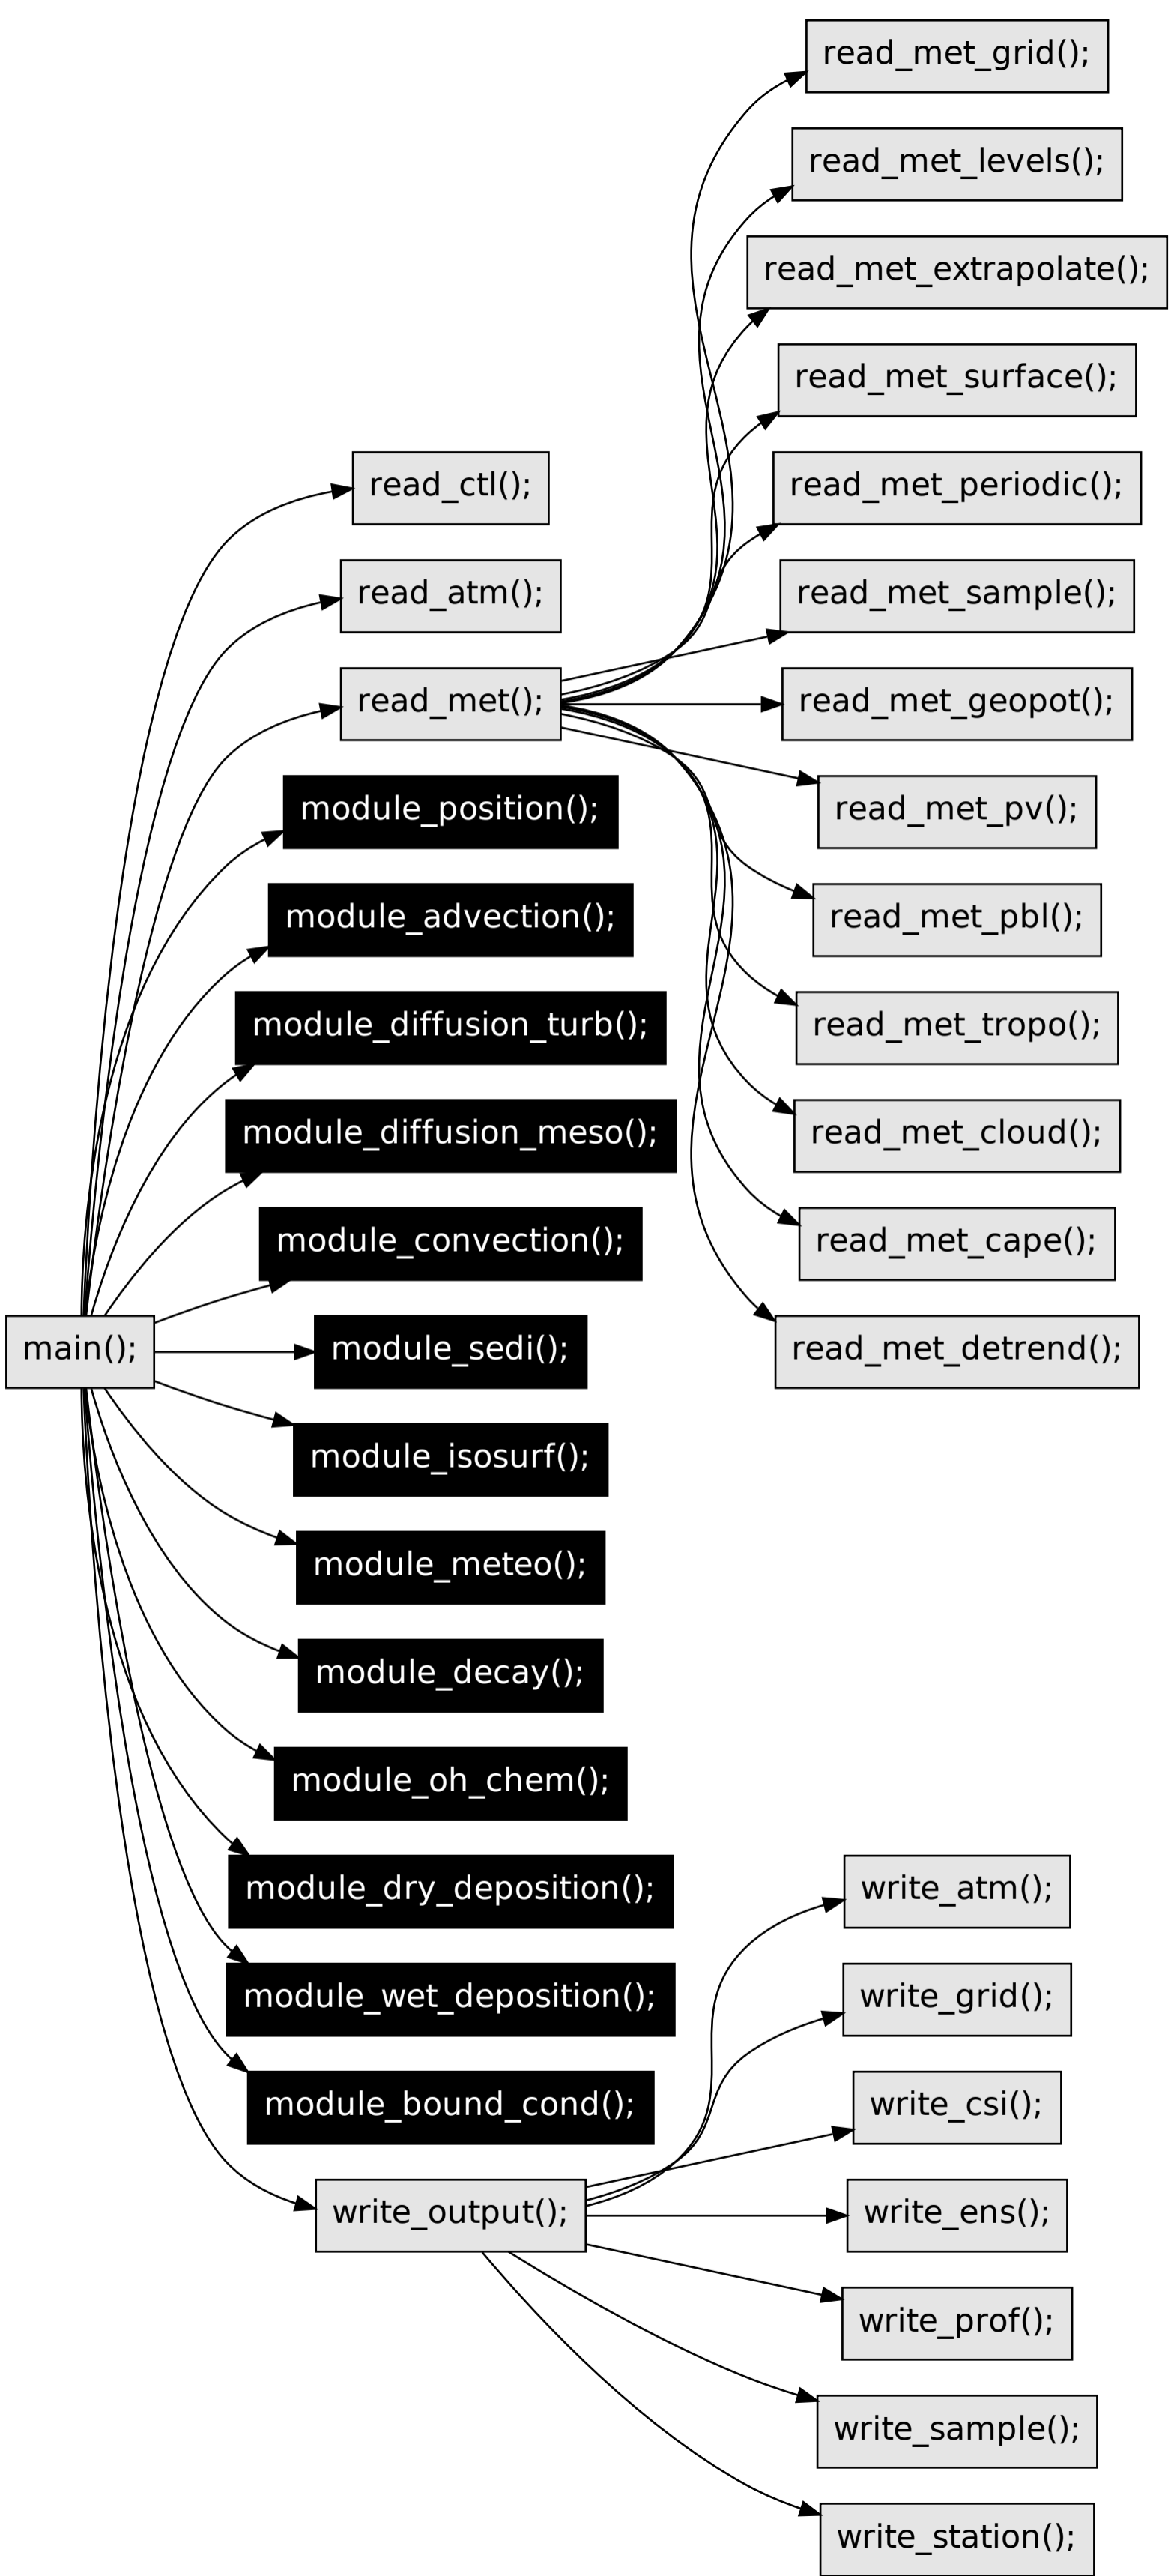 main();
read_ctl();
read_atm();
read_met();
module_position();
module_advection();
module_diffusion_turb();
module_diffusion_meso();
module_convection();
module_sedi();
module_isosurf();
module_meteo();
module_decay();
module_oh_chem();
module_dry_deposition();
module_wet_deposition();
module_bound_cond();
write_output();
read_met_grid();
read_met_levels();
read_met_extrapolate();
read_met_surface();
read_met_periodic();
read_met_sample();
read_met_geopot();
read_met_pv();
read_met_pbl();
read_met_tropo();
read_met_cloud();
read_met_cape();
read_met_detrend();
write_atm();
write_grid();
write_csi();
write_ens();
write_prof();
write_sample();
write_station();